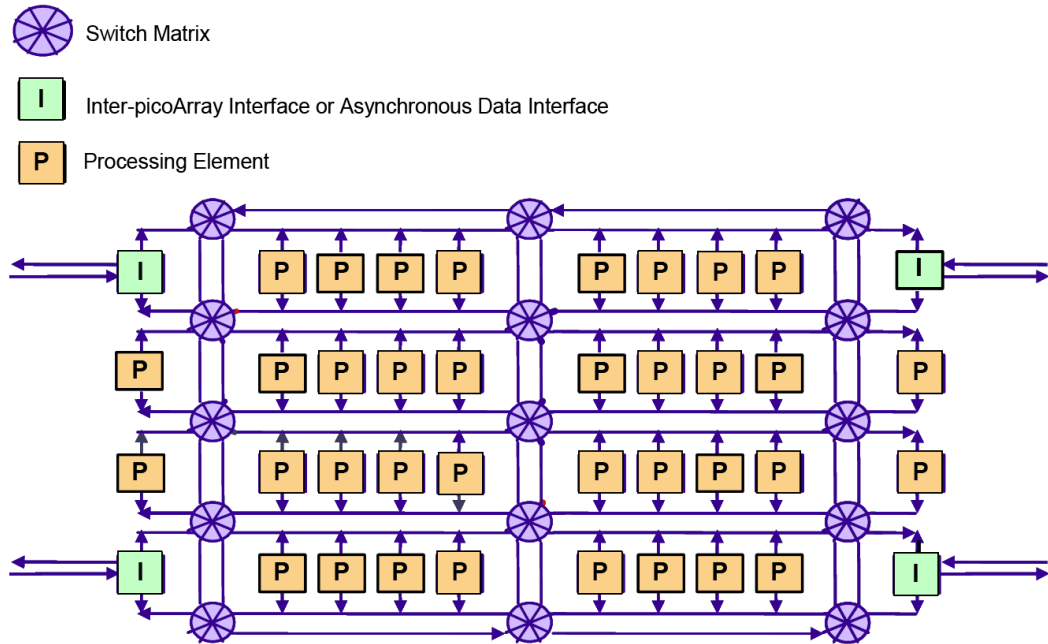 Switch Matrix
I
Inter-picoArray Interface or Asynchronous Data Interface
P
Processing Element
I P P P P P P P P I
P P P P P P P P P P
P P P P P P P P P P
I P P P P P P P P I